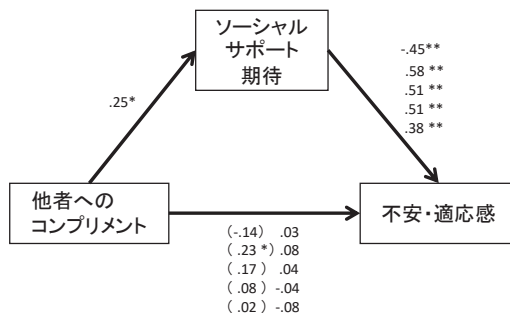 ソーシャル
サポート
期待
-.45**
.58 **
.51 **
.51 **
.38 **
.25*
他者への
コンプリメント
不安・適応感
(-.14) .03
( .23 *) .08
( .17 ) .04
( .08 ) -.04
( .02 ) -.08